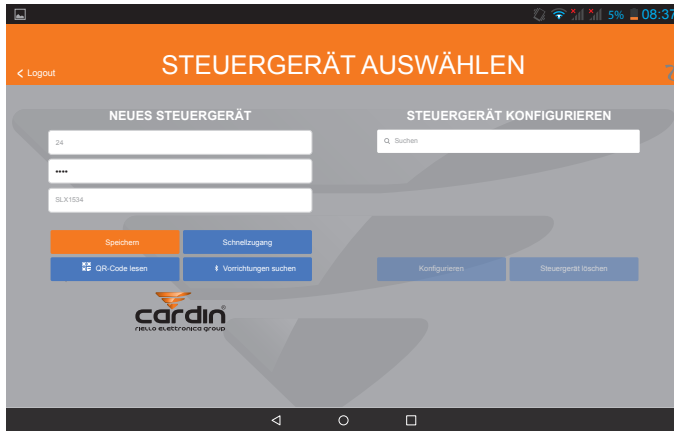 5% 08:37
< Logout
STEUERGERÄT AUSWÄHLEN
NEUES STEUERGERÄT
24
••••
SLX1534
Speichern
Schnellzugang
QR-Code lesen
Vorrichtungen suchen
cardin
riello elettronica group
STEUERGERÄT KONFIGURIEREN
Suchen
Konfigurieren
Steuergerät löschen